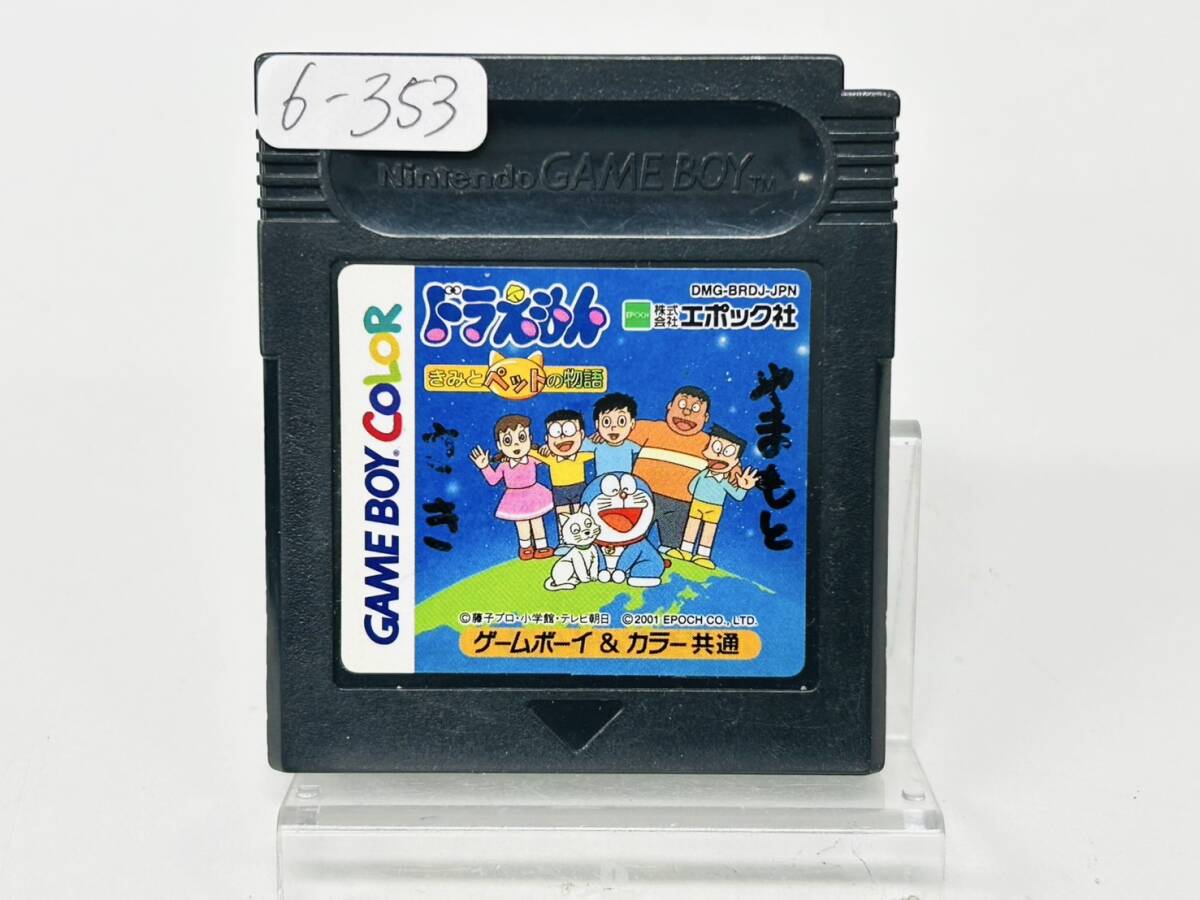 6-353
Nintendo GAME BOY TM
GAME BOY COLOR
DMG-BRDJ-JPN
ドラえもん
EPOCH 株式会社 エポック社
きみとペットの物語
やまもと
©藤子プロ・小学館・テレビ朝日 ©2001 EPOCH CO., LTD.
ゲームボーイ & カラー 共通